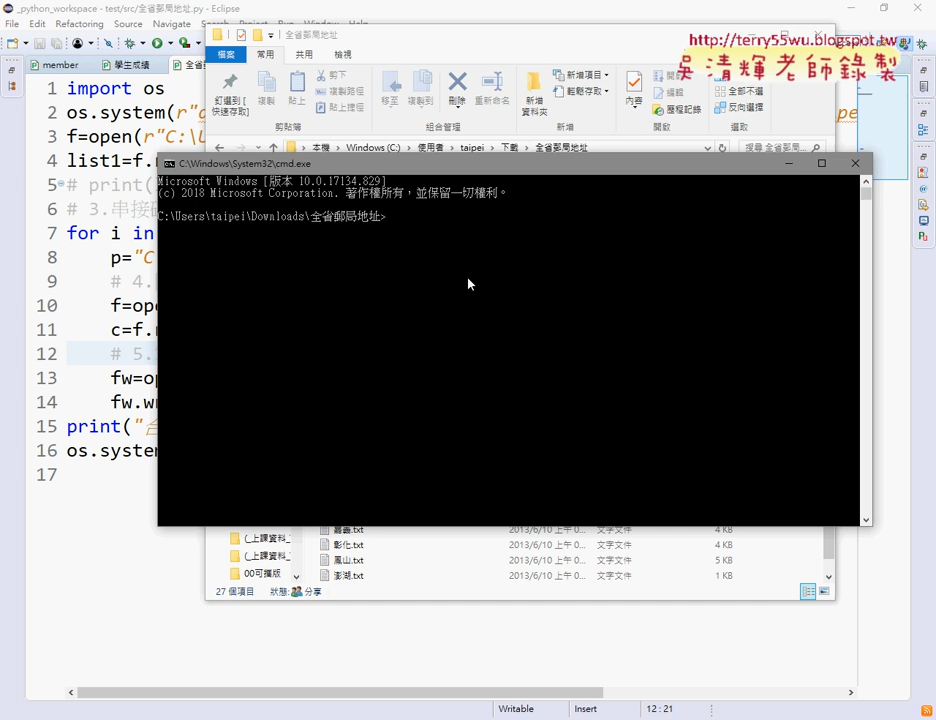 _python_workspace - test/src/全省郵局地址.py - Eclipse
File Edit Refactoring Source Navigate Search Project Run Window Help
http://terry55wu.blogspot.tw
吳清輝老師錄製
member
學生成績
全省
全省郵局地址
檔案 常用 共用 檢視
釘選到 [快速存取]
複製
貼上
剪下
複製路徑
貼上捷徑
剪貼簿
移至
複製到
刪除
重新命名
組合管理
新增資料夾
新增項目
輕鬆存取
新增
內容
編輯
歷程記錄
開啟
全部不選
反向選擇
選取
本機 > Windows (C:) > 使用者 > taipei > 下載 > 全省郵局地址
搜尋 全省郵局...
1 import os
2 os.system(r"
3 f=open(r"C:\U
4 list1=f.
5 # print(
6 # 3.串接
7 for i in
8 p="C
9 # 4.
10 f=ope
11 c=f.
12 # 5.
13 fw=op
14 fw.w
15 print("
16 os.system
17
C:\Windows\System32\cmd.exe
Microsoft Windows [版本 10.0.17134.829]
(c) 2018 Microsoft Corporation. 著作權所有，並保留一切權利。
C:\Users\taipei\Downloads\全省郵局地址>
(_上課資料_
(_上課資料_
00可攜版
嘉義.txt 2013/6/10 上午 0... 文字文件 4 KB
彰化.txt 2013/6/10 上午 0... 文字文件 4 KB
鳳山.txt 2013/6/10 上午 0... 文字文件 5 KB
澎湖.txt 2013/6/10 上午 0... 文字文件 1 KB
27 個項目 狀態: 分享
Writable Insert 12 : 21